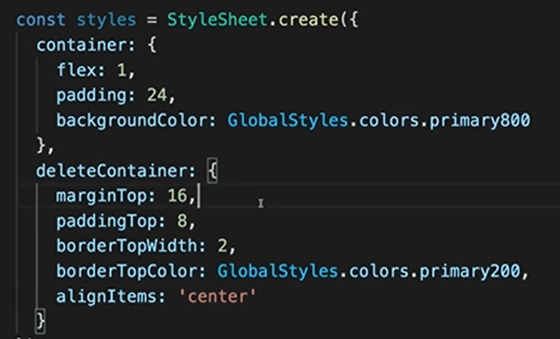 const styles = StyleSheet.create({
container: {
flex: 1,
padding: 24,
backgroundColor: GlobalStyles.colors.primary800
},
deleteContainer: {
marginTop: 16,
paddingTop: 8,
borderTopWidth: 2,
borderTopColor: GlobalStyles.colors.primary200,
alignItems: 'center'
}